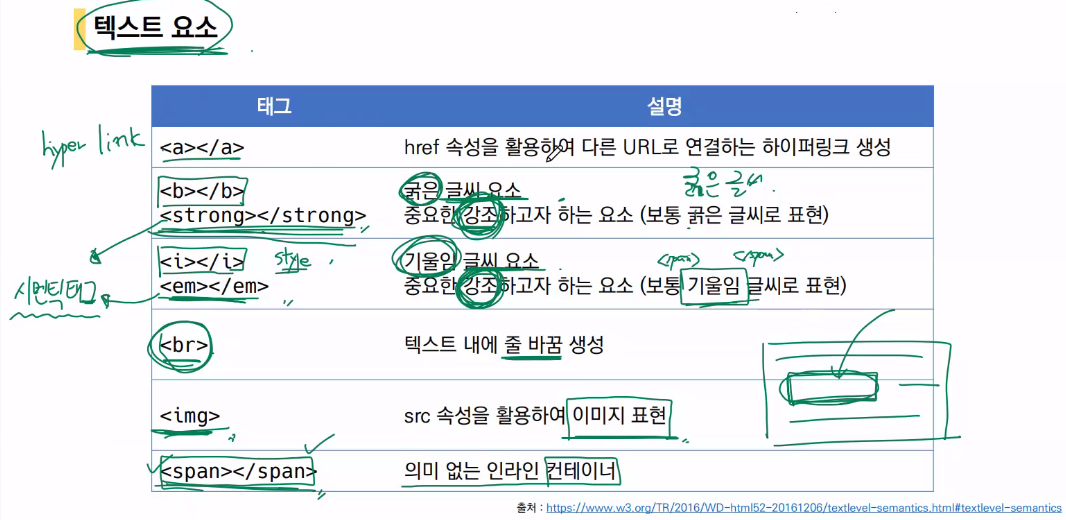 텍스트 요소
태그 설명
hyper link
<a></a> href 속성을 활용하여 다른 URL로 연결하는 하이퍼링크 생성
<b></b> 굵은 글씨 요소 굵은 글씨
<strong></strong> 중요한 강조하고자 하는 요소 (보통 굵은 글씨로 표현)
<i></i> style 기울임 글씨 요소 <span> </span>
시멘틱태그
<em></em> 중요한 강조하고자 하는 요소 (보통 기울임 글씨로 표현)
<br> 텍스트 내에 줄 바꿈 생성
<img> src 속성을 활용하여 이미지 표현
<span></span> 의미 없는 인라인 컨테이너
출처 : https://www.w3.org/TR/2016/WD-html52-20161206/textlevel-semantics.html#textlevel-semantics